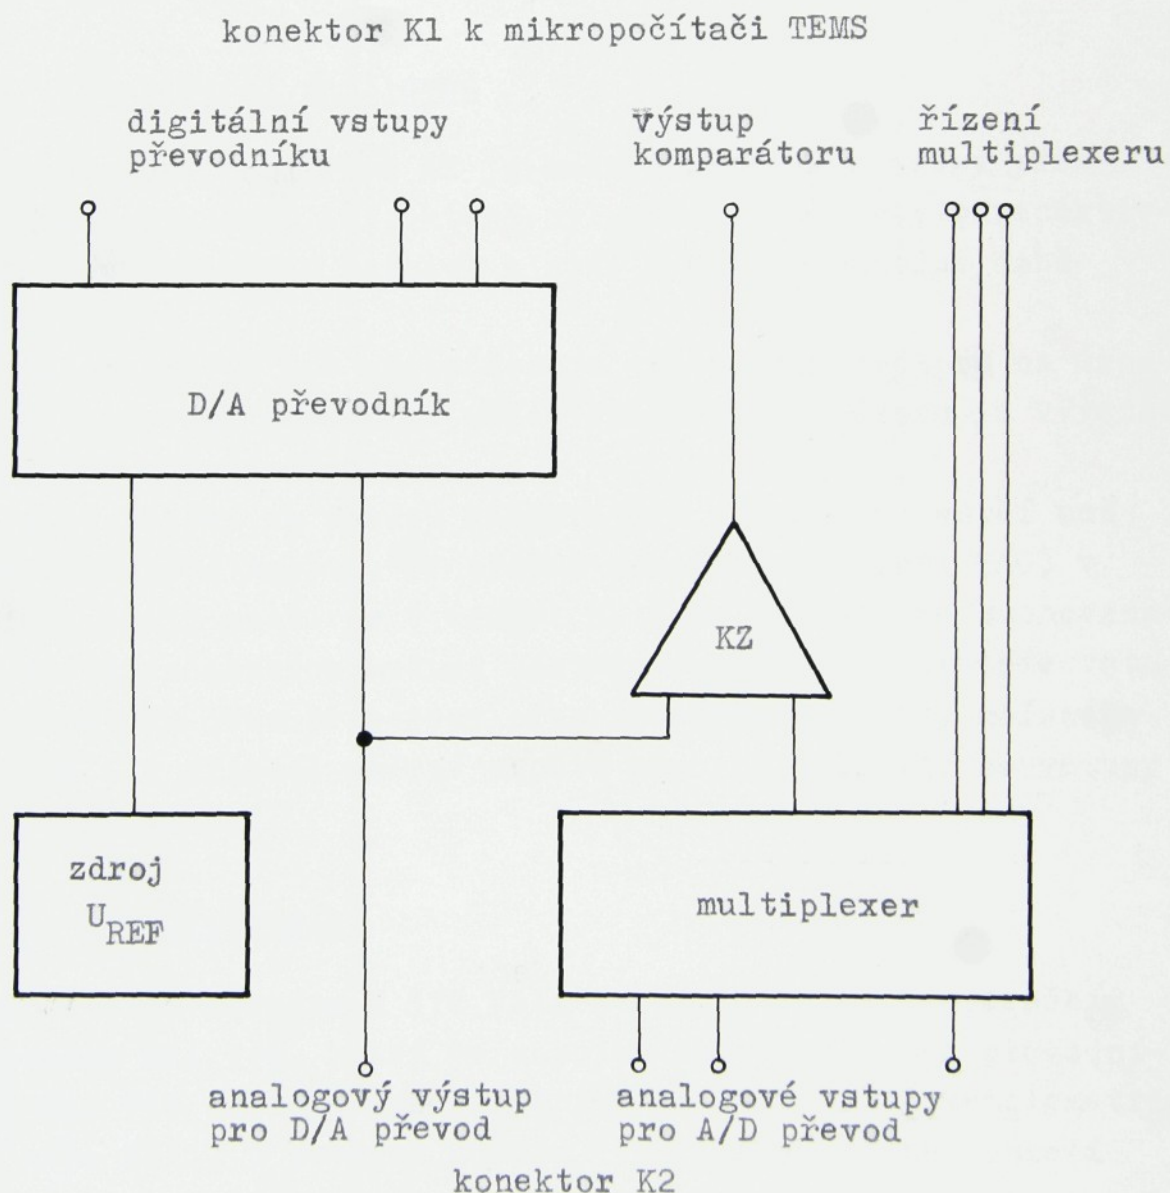 konektor K1 k mikropočítači TEMS
digitální vstupy
převodníku
výstup
komparátoru
řízení
multiplexeru
D/A převodník
KZ
zdroj
U_REF
multiplexer
analogový výstup
pro D/A převod
analogové vstupy
pro A/D převod
konektor K2